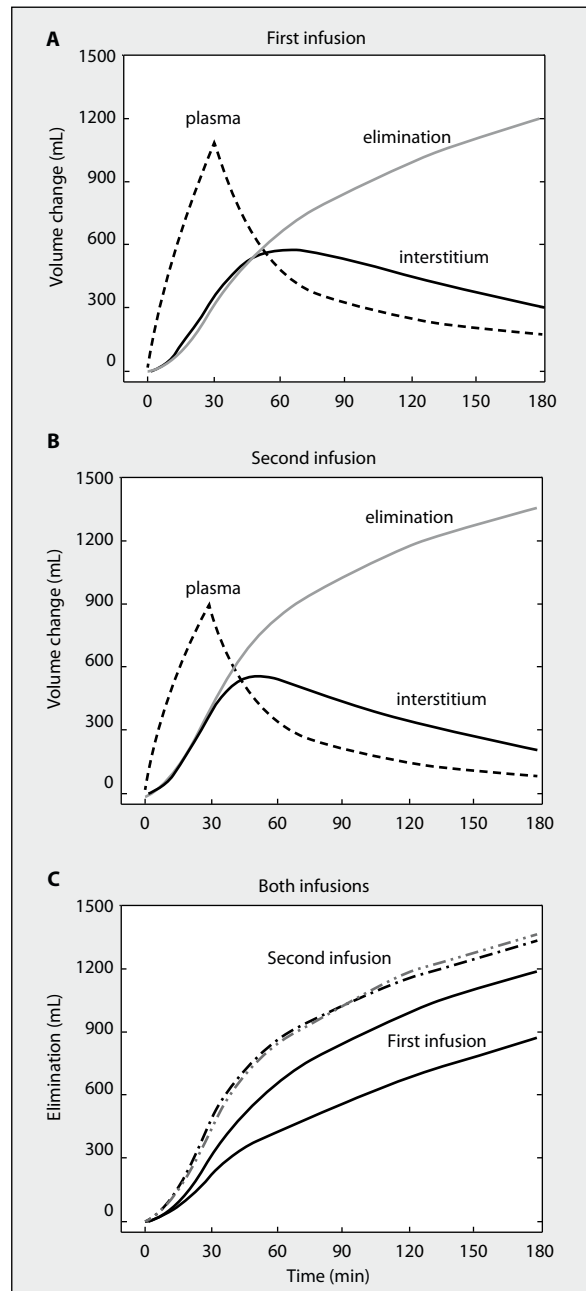 A
First infusion
1500
1200
900
600
300
0
Volume change (mL)
plasma
elimination
interstitium
0 30 60 90 120 150 180
B
Second infusion
1500
1200
900
600
300
0
Volume change (mL)
elimination
plasma
interstitium
0 30 60 90 120 150 180
C
Both infusions
1500
1200
900
600
300
0
Elimination (mL)
Second infusion
First infusion
0 30 60 90 120 150 180
Time (min)